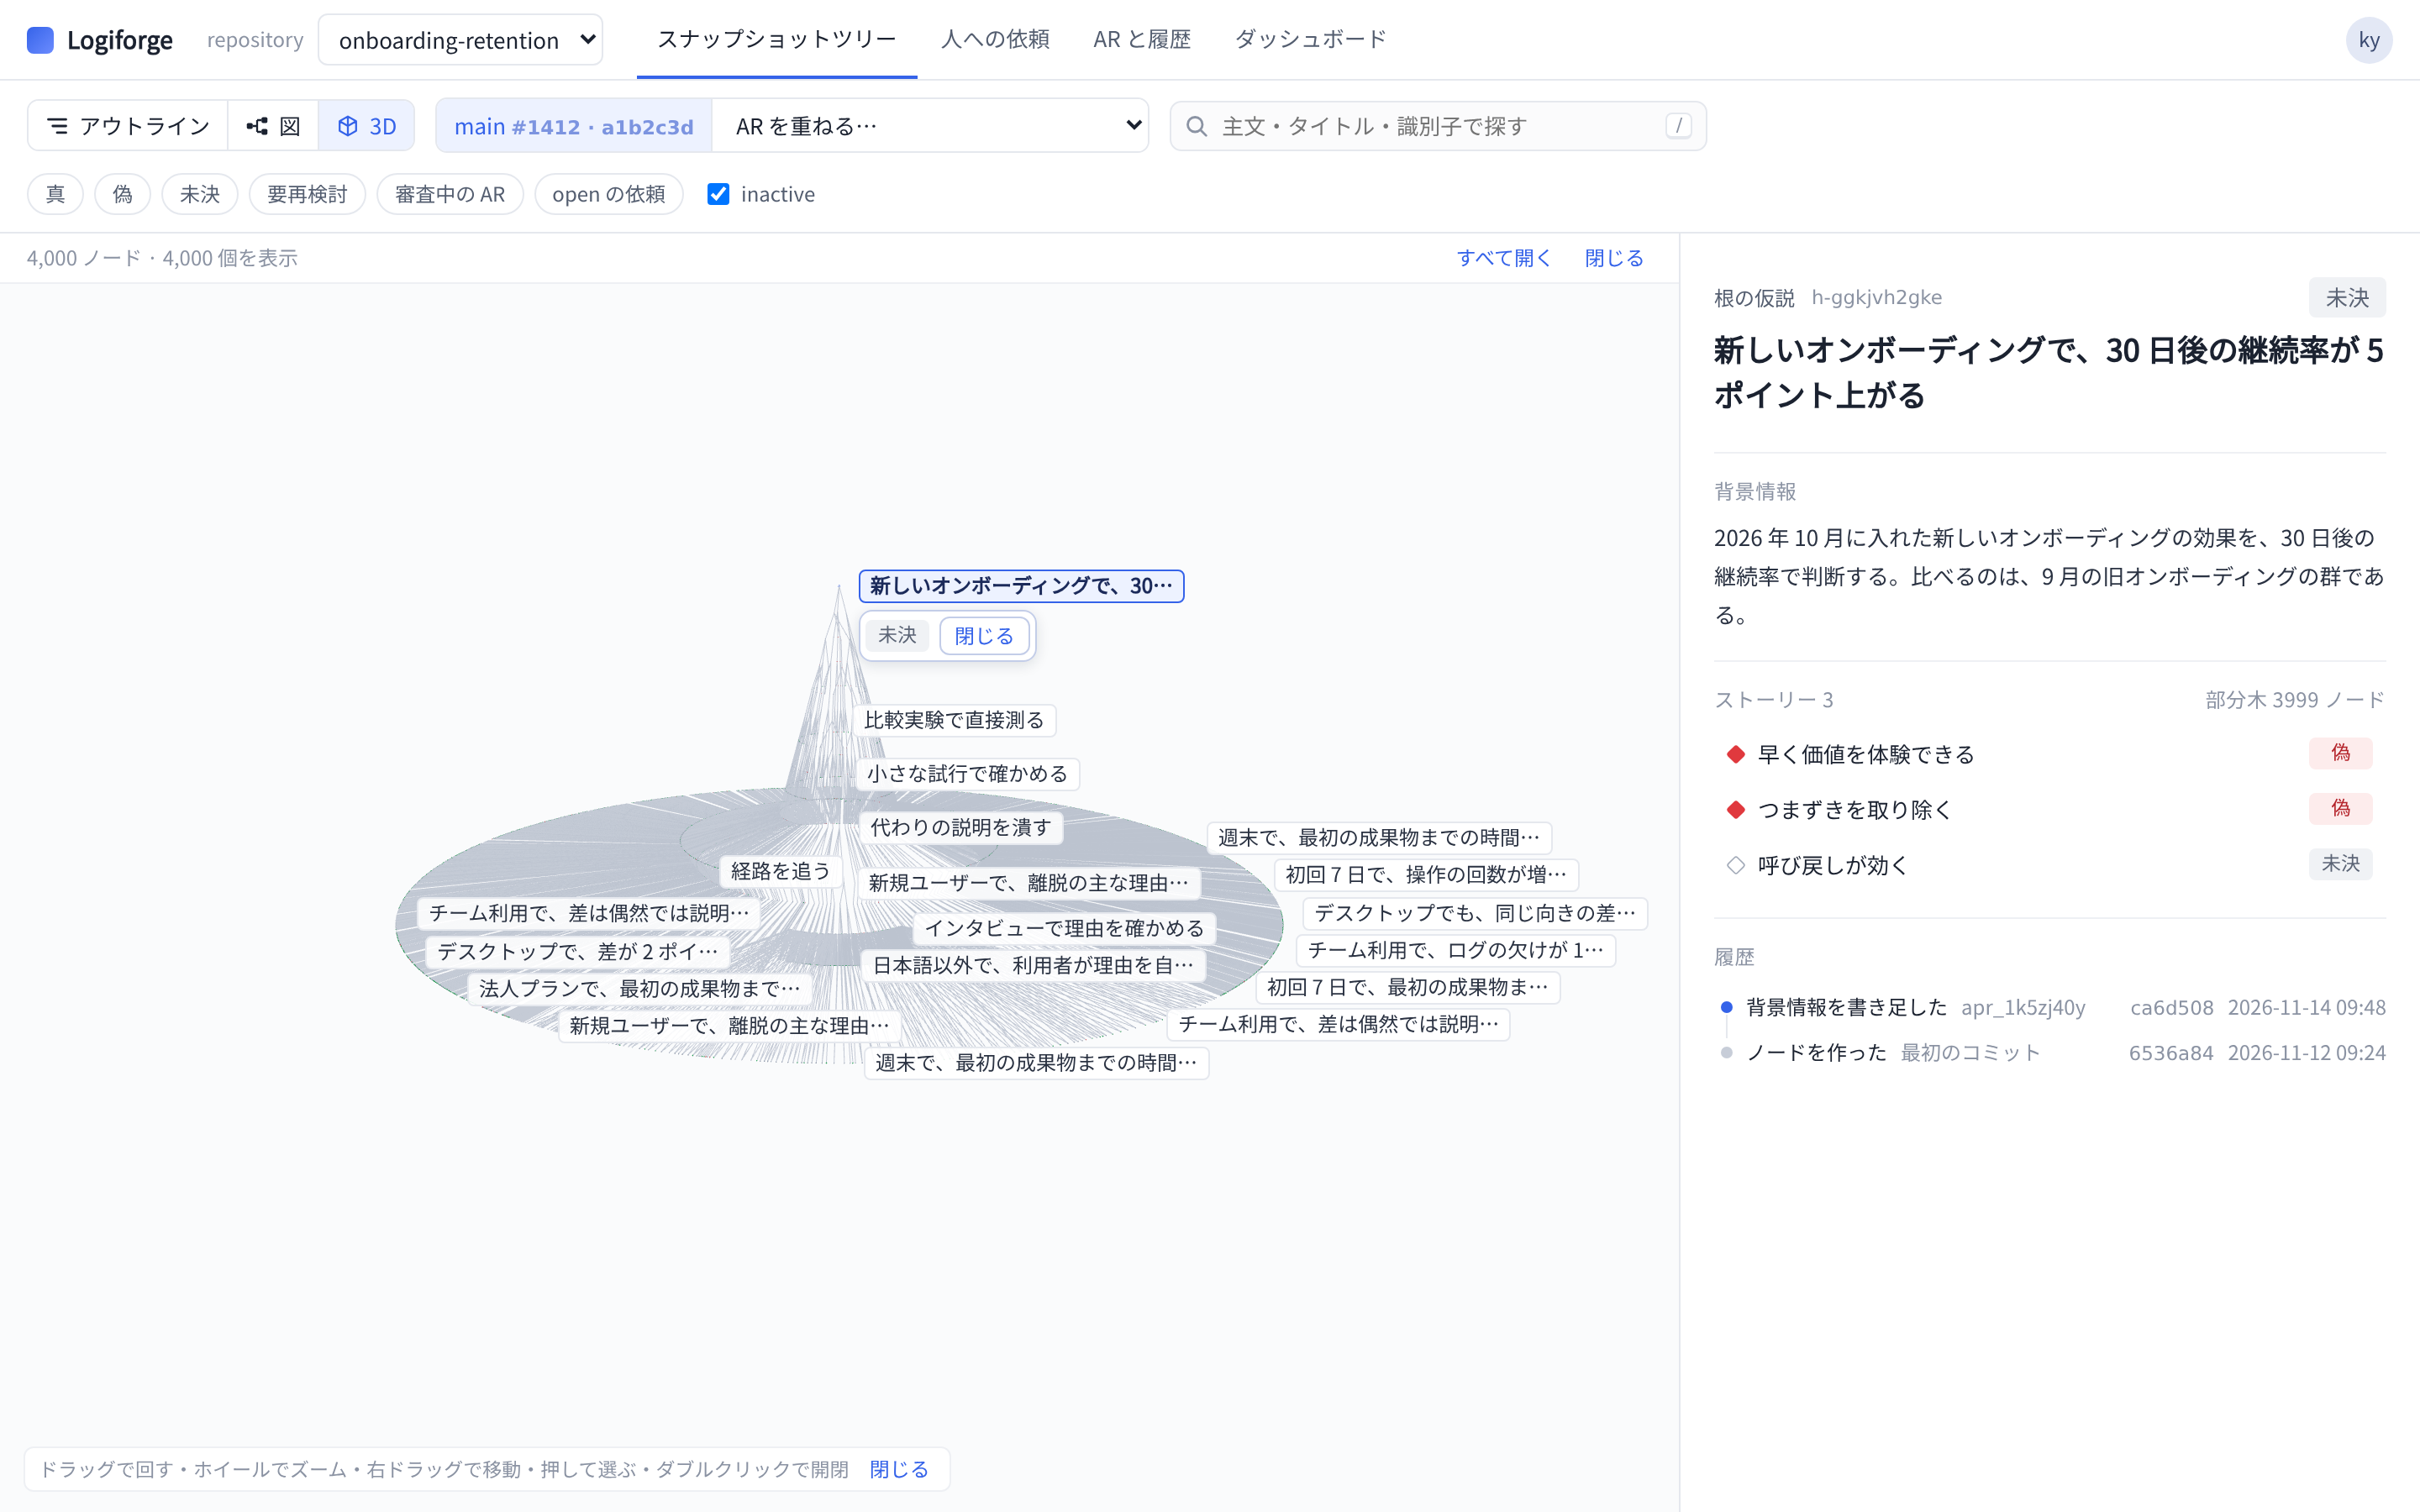 Logiforge repository onboarding-retention スナップショットツリー 人への依頼 AR と履歴 ダッシュボード ky
アウトライン 図 3D main #1412 · a1b2c3d AR を重ねる… 主文・タイトル・識別子で探す /
真 偽 未決 要再検討 審査中の AR open の依頼 inactive
4,000 ノード · 4,000 個を表示 すべて開く 閉じる
新しいオンボーディングで、30…
未決 閉じる
比較実験で直接測る
小さな試行で確かめる
代わりの説明を潰す
週末で、最初の成果物までの時間…
経路を追う
初回 7 日で、操作の回数が増…
新規ユーザーで、離脱の主な理由…
チーム利用で、差は偶然では説明…
デスクトップでも、同じ向きの差…
インタビューで理由を確かめる
デスクトップで、差が 2 ポイ…
チーム利用で、ログの欠けが 1…
日本語以外で、利用者が理由を自…
法人プランで、最初の成果物まで…
初回 7 日で、最初の成果物ま…
新規ユーザーで、離脱の主な理由…
チーム利用で、差は偶然では説明…
週末で、最初の成果物までの時間…
ドラッグで回す・ホイールでズーム・右ドラッグで移動・押して選ぶ・ダブルクリックで開閉 閉じる
根の仮説 h-ggkjvh2gke 未決
新しいオンボーディングで、30 日後の継続率が 5
ポイント上がる
背景情報
2026 年 10 月に入れた新しいオンボーディングの効果を、30 日後の
継続率で判断する。比べるのは、9 月の旧オンボーディングの群であ
る。
ストーリー 3 部分木 3999 ノード
早く価値を体験できる 偽
つまずきを取り除く 偽
呼び戻しが効く 未決
履歴
背景情報を書き足した apr_1k5zj40y ca6d508 2026-11-14 09:48
ノードを作った 最初のコミット 6536a84 2026-11-12 09:24